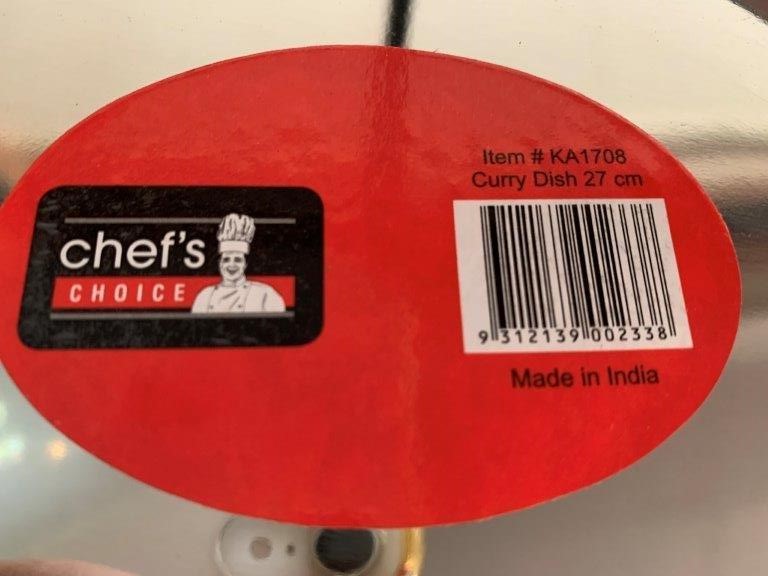 chef's
CHOICE
Item # KA1708
Curry Dish 27 cm
9 312139 002338
Made in India